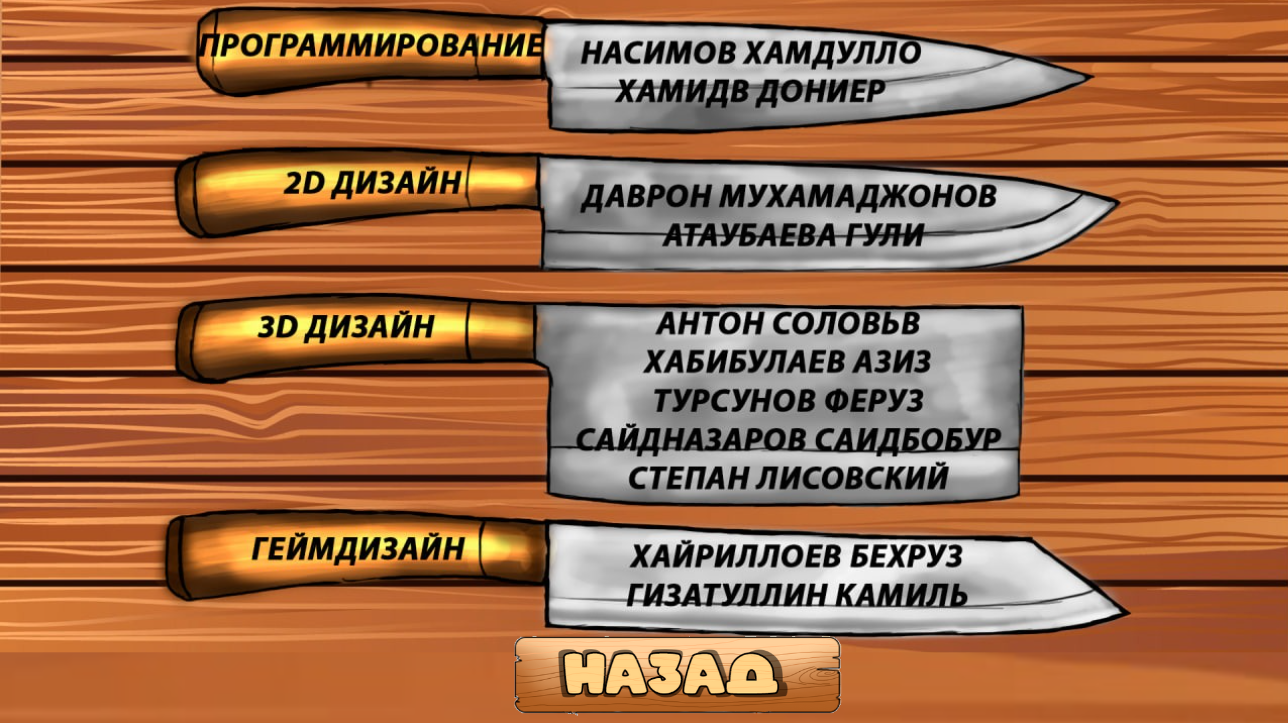 ПРОГРАММИРОВАНИЕ
НАСИМОВ ХАМДУЛЛО
ХАМИДВ ДОНИЕР
2D ДИЗАЙН
ДАВРОН МУХАМАДЖОНОВ
АТАУБАЕВА ГУЛИ
3D ДИЗАЙН
АНТОН СОЛОВЬВ
ХАБИБУЛАЕВ АЗИЗ
ТУРСУНОВ ФЕРУЗ
САЙДНАЗАРОВ САИДБОБУР
СТЕПАН ЛИСОВСКИЙ
ГЕЙМДИЗАЙН
ХАЙРИЛЛОЕВ БЕХРУЗ
ГИЗАТУЛЛИН КАМИЛЬ
НАЗАД